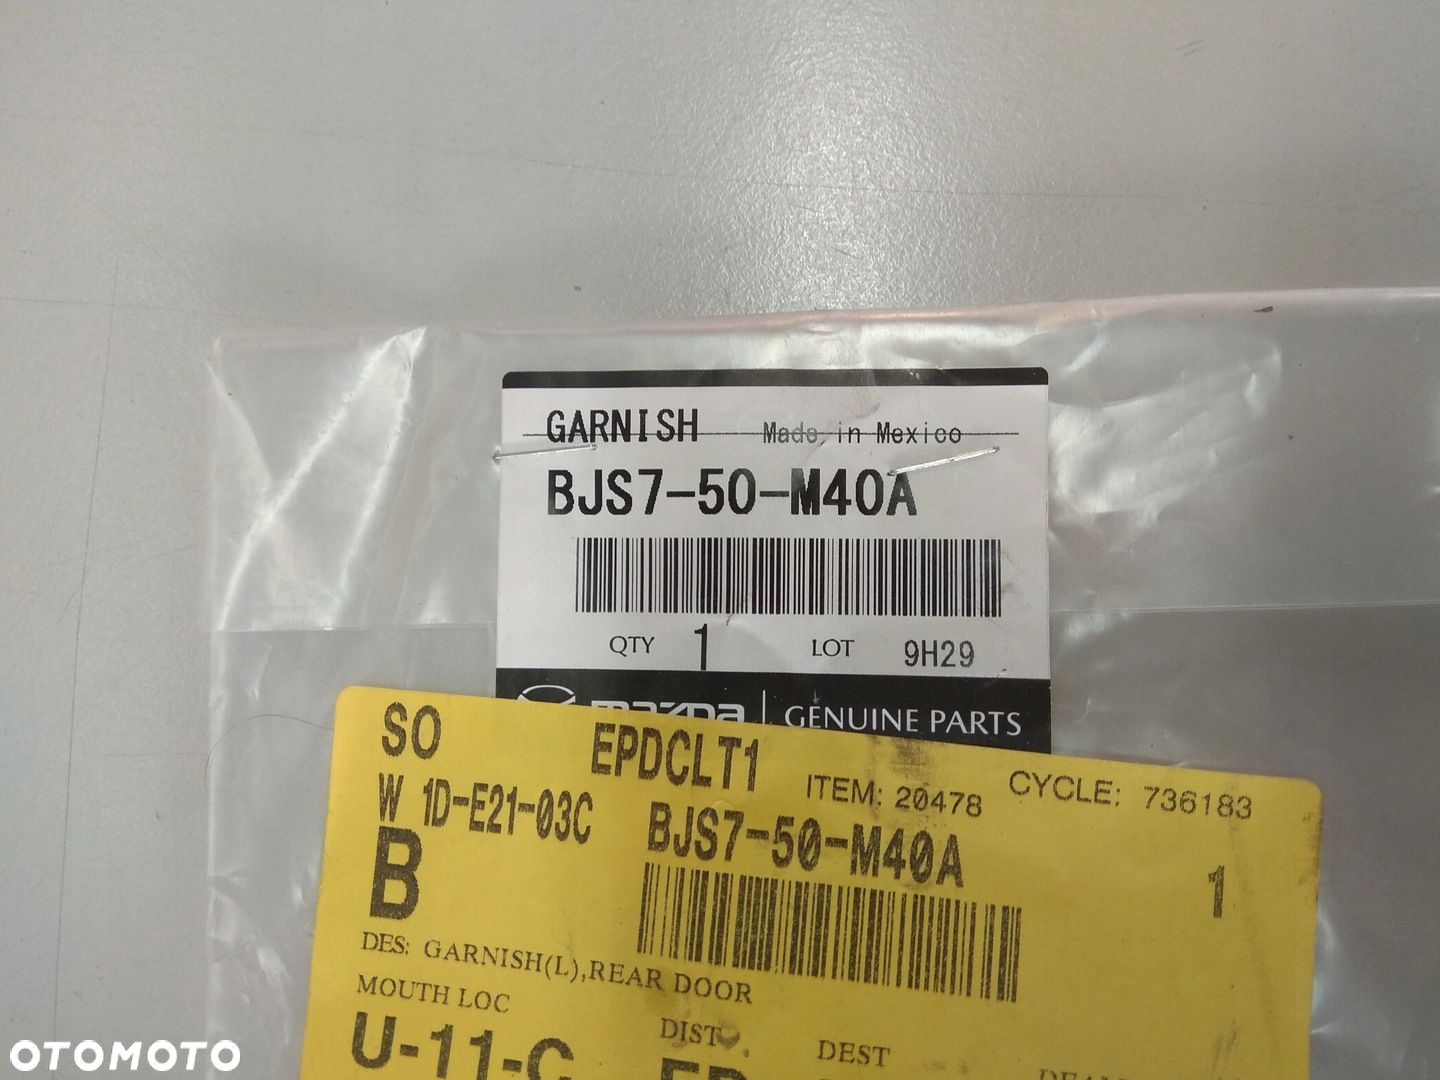 GARNISH Made in Mexico
BJS7-50-M40A
QTY 1 LOT 9H29
mazda GENUINE PARTS
SO EPDCLT1 ITEM: 20478 CYCLE: 736183
W 1D-E21-03C BJS7-50-M40A
B 1
DES: GARNISH(L),REAR DOOR
MOUTH LOC DIST DEST
U-11-C
OTOMOTO